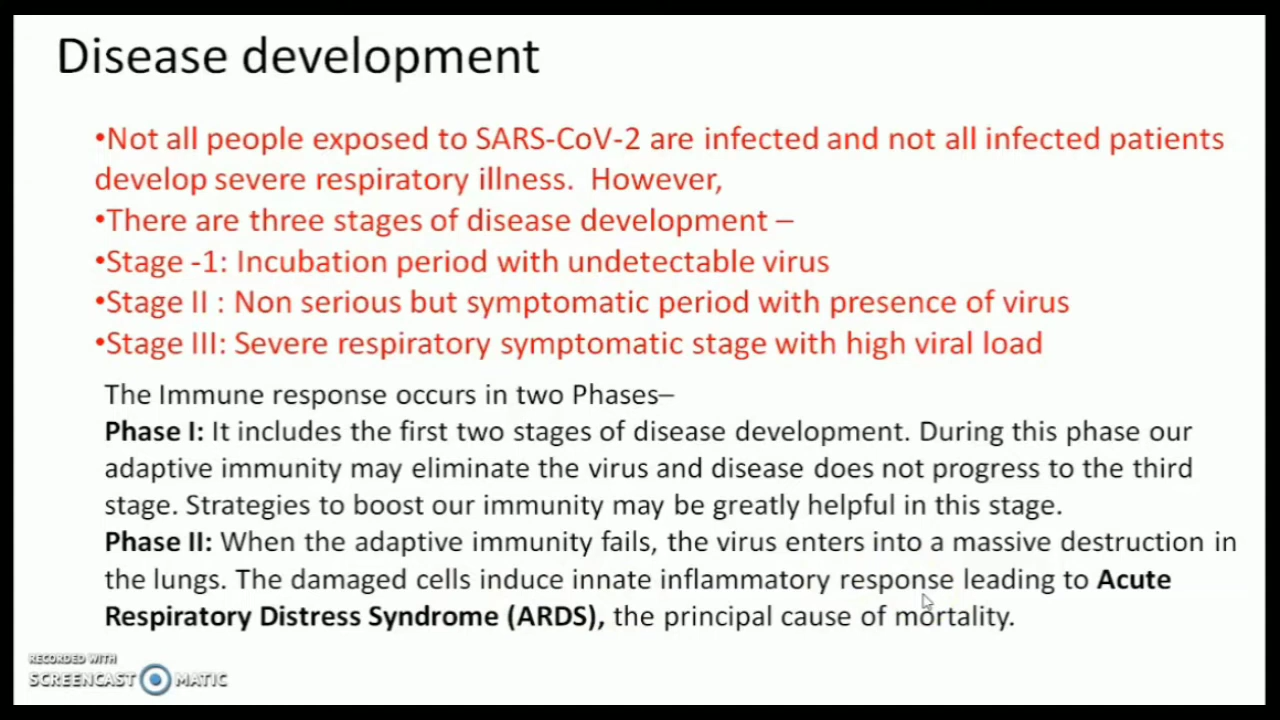 Disease development
•Not all people exposed to SARS-CoV-2 are infected and not all infected patients
develop severe respiratory illness.  However,
•There are three stages of disease development –
•Stage -1: Incubation period with undetectable virus
•Stage II : Non serious but symptomatic period with presence of virus
•Stage III: Severe respiratory symptomatic stage with high viral load
The Immune response occurs in two Phases–
Phase I: It includes the first two stages of disease development. During this phase our
adaptive immunity may eliminate the virus and disease does not progress to the third
stage. Strategies to boost our immunity may be greatly helpful in this stage.
Phase II: When the adaptive immunity fails, the virus enters into a massive destruction in
the lungs. The damaged cells induce innate inflammatory response leading to Acute
Respiratory Distress Syndrome (ARDS), the principal cause of mortality.
RECORDED WITH
SCREENCAST MATIC